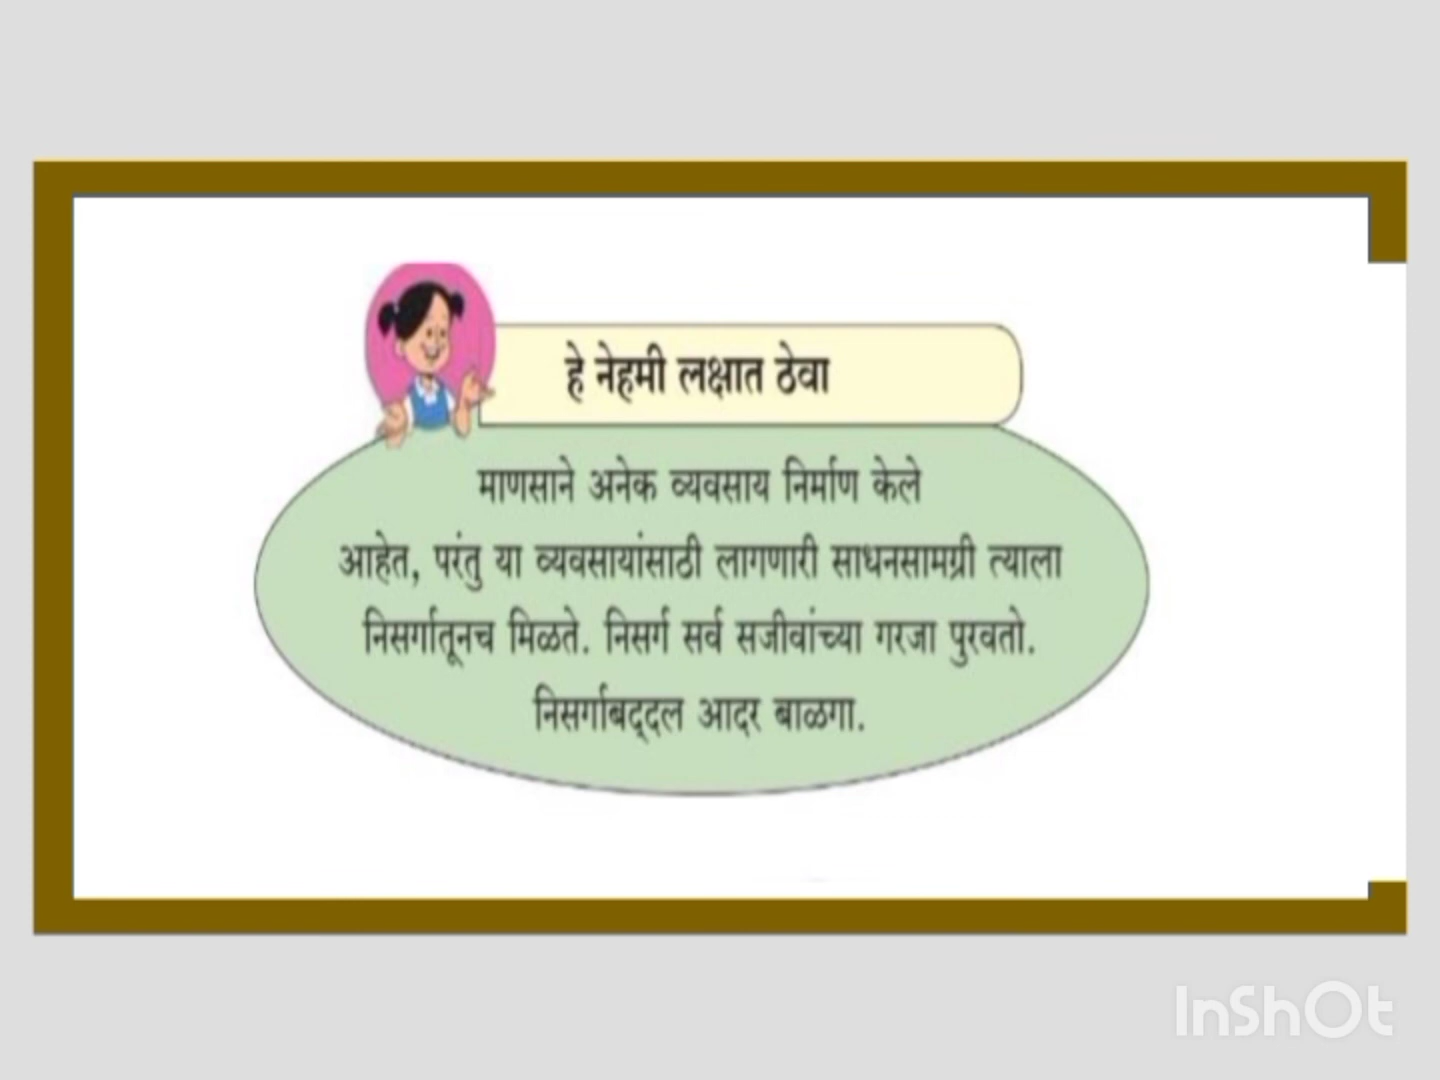 हे नेहमी लक्षात ठेवा
माणसाने अनेक व्यवसाय निर्माण केले
आहेत, परंतु या व्यवसायांसाठी लागणारी साधनसामग्री त्याला
निसर्गातूनच मिळते. निसर्ग सर्व सजीवांच्या गरजा पुरवतो.
निसर्गाबद्दल आदर बाळगा.
InShOt